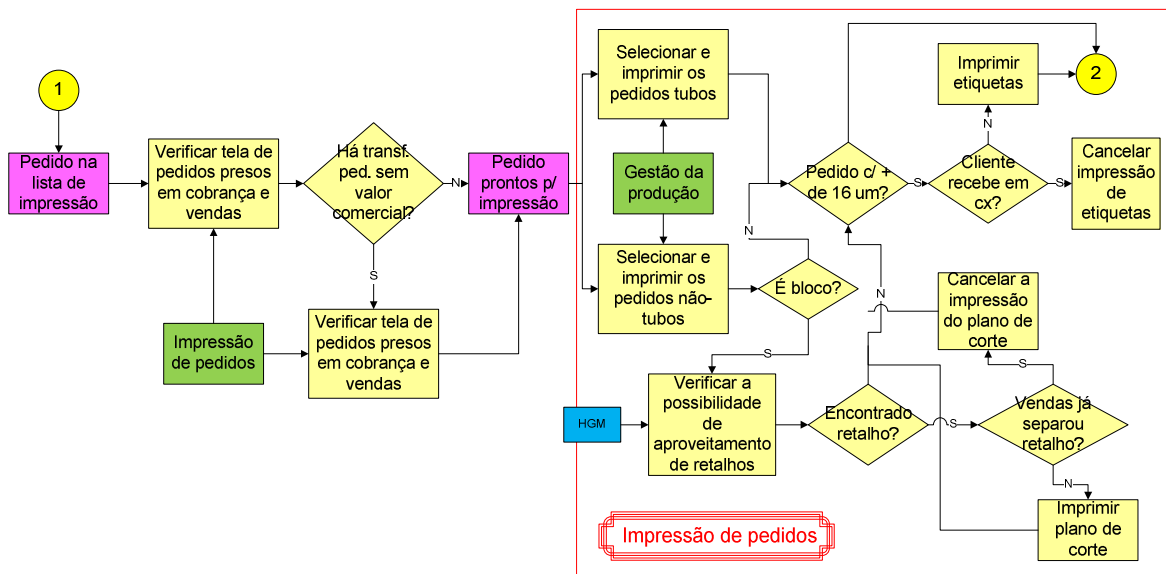 1
Pedido na
lista de
impressão
Verificar tela de
pedidos presos
em cobrança e
vendas
Há transf.
ped. sem
valor
comercial?
N
S
Pedido
prontos p/
impressão
Impressão
de pedidos
Verificar tela de
pedidos presos
em cobrança e
vendas
Selecionar e
imprimir os
pedidos tubos
Gestão da
produção
Selecionar e
imprimir os
pedidos não-
tubos
É bloco?
N
S
Pedido c/ +
de 16 um?
S
Cliente
recebe em
cx?
N
S
Imprimir
etiquetas
2
Cancelar
impressão
de
etiquetas
HGM
Verificar a
possibilidade
de
aproveitamento
de retalhos
Encontrado
retalho?
N
S
Vendas já
separou
retalho?
S
N
Cancelar a
impressão
do plano de
corte
Imprimir
plano de
corte
Impressão de pedidos